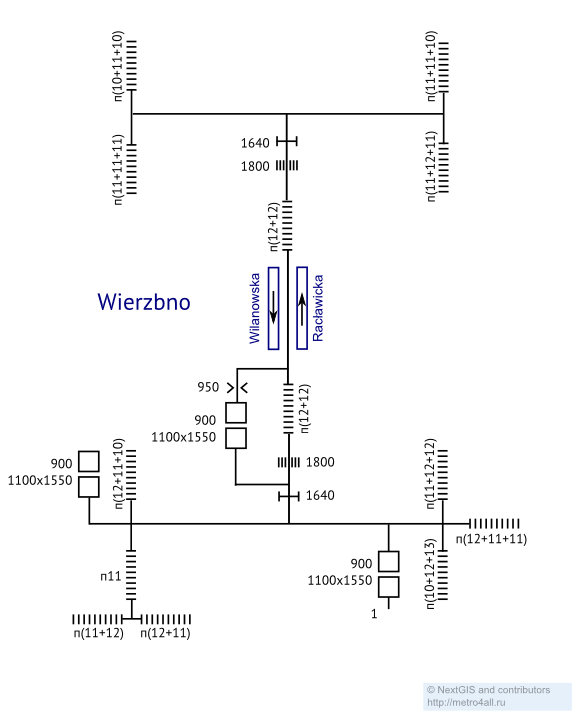 п(10+11+10)
п(11+11+10)
1640
1800
п(11+11+11)
п(11+12+11)
п(12+12)
Wierzbno
Wilanowska
Racławicka
950
900
1100x1550
п(12+12)
900
1100x1550
п(12+11+10)
1800
1640
п(11+12+12)
п(12+11+11)
п11
900
1100x1550
п(10+12+13)
1
п(11+12)
п(12+11)
© NextGIS and contributors
http://metro4all.ru